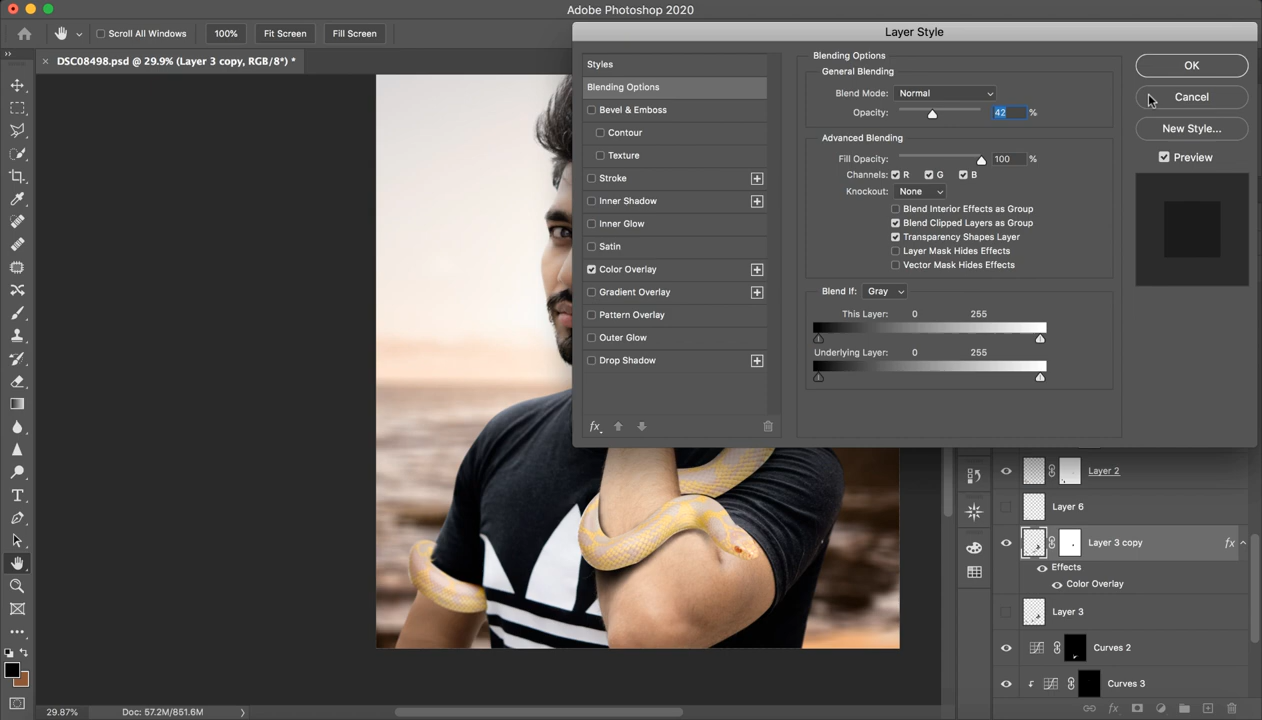 Adobe Photoshop 2020
Scroll All Windows
100%
Fit Screen
Fill Screen
DSC08498.psd @ 29.9% (Layer 3 copy, RGB/8*) *
Layer Style
Styles
Blending Options
Bevel & Emboss
Contour
Texture
Stroke
Inner Shadow
Inner Glow
Satin
Color Overlay
Gradient Overlay
Pattern Overlay
Outer Glow
Drop Shadow
fx
Blending Options
General Blending
Blend Mode: Normal
Opacity: 42 %
Advanced Blending
Fill Opacity: 100 %
Channels: R G B
Knockout: None
Blend Interior Effects as Group
Blend Clipped Layers as Group
Transparency Shapes Layer
Layer Mask Hides Effects
Vector Mask Hides Effects
Blend If: Gray
This Layer: 0 255
Underlying Layer: 0 255
OK
Cancel
New Style...
Preview
Layer 2
Layer 6
Layer 3 copy fx
Effects
Color Overlay
Layer 3
Curves 2
Curves 3
fx
29.87% Doc: 57.2M/851.6M